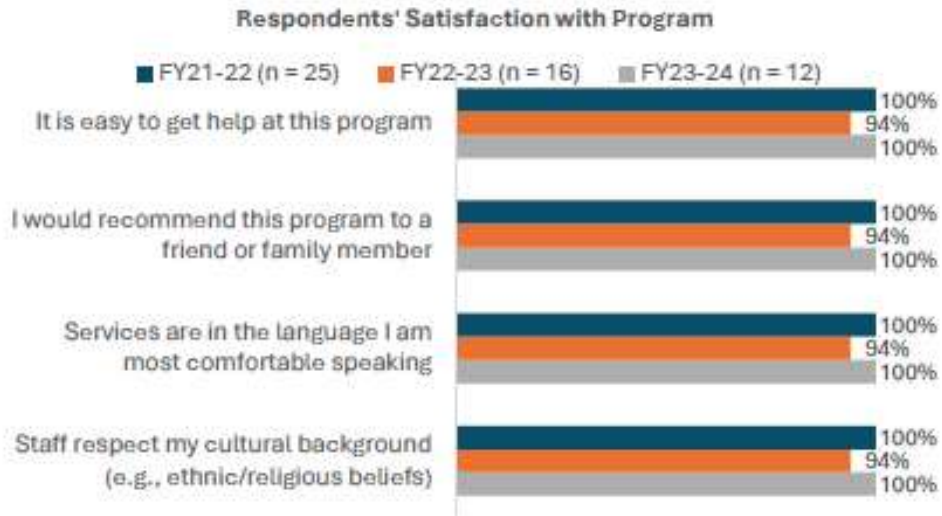 Respondents' Satisfaction with Program
FY21-22 (n = 25) FY22-23 (n = 16) FY23-24 (n = 12)
It is easy to get help at this program
100%
94%
100%
I would recommend this program to a
friend or family member
100%
94%
100%
Services are in the language I am
most comfortable speaking
100%
94%
100%
Staff respect my cultural background
(e.g., ethnic/religious beliefs)
100%
94%
100%